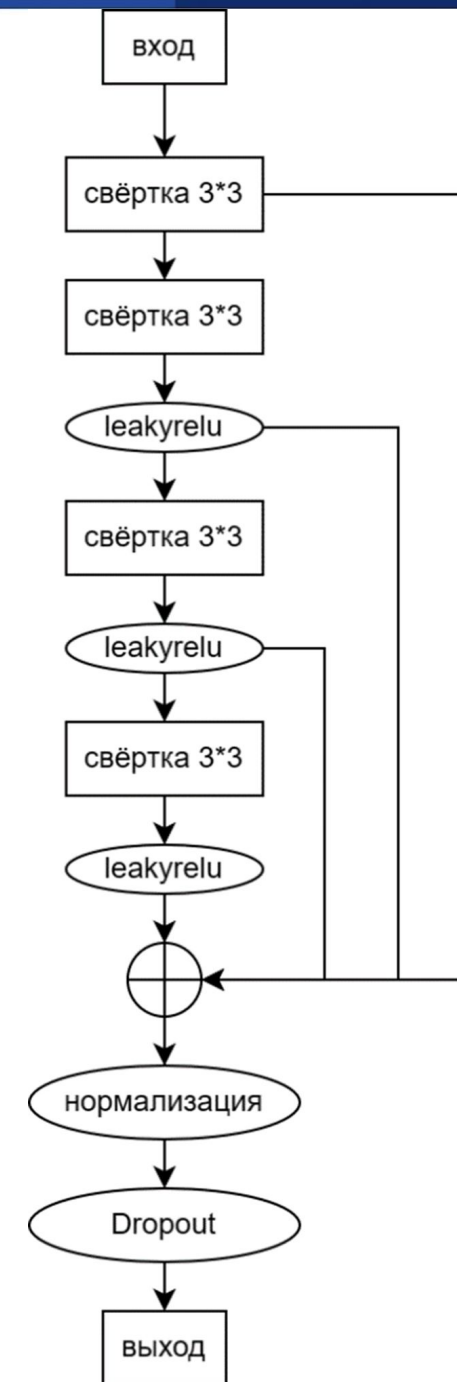 вход
свёртка 3*3
свёртка 3*3
leakyrelu
свёртка 3*3
leakyrelu
свёртка 3*3
leakyrelu
нормализация
Dropout
выход